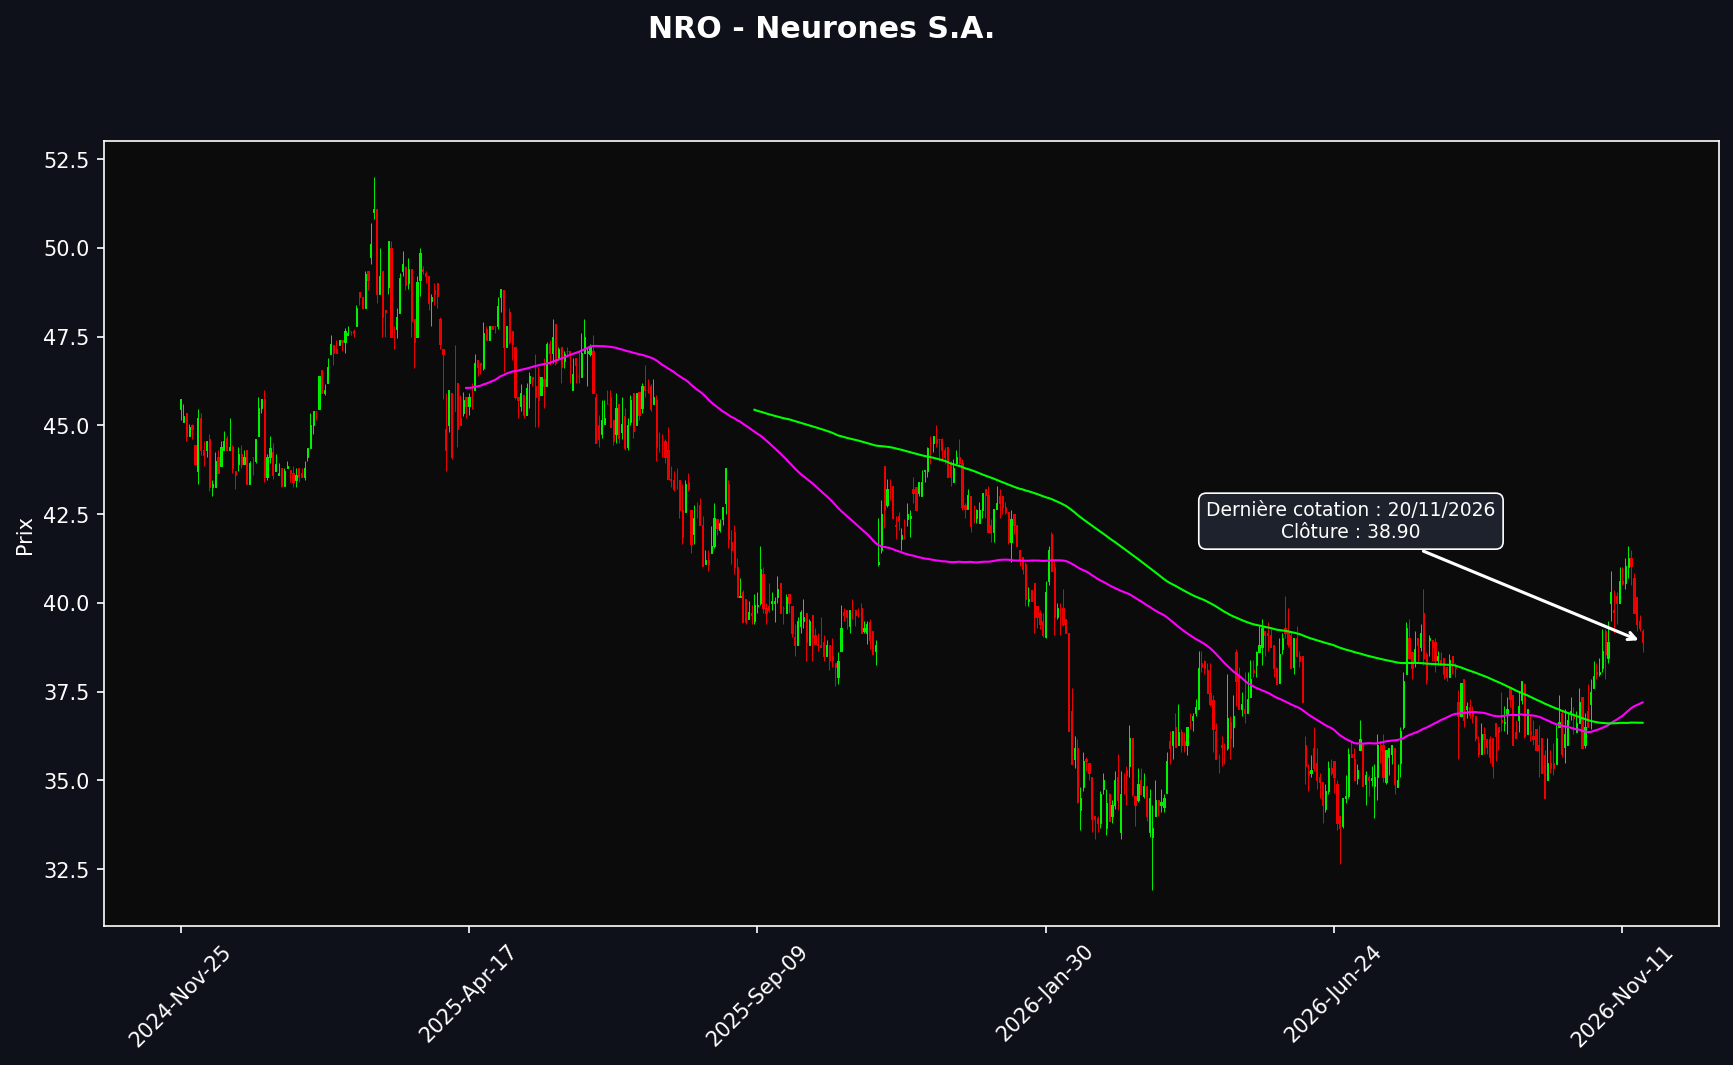 NRO - Neurones S.A.
52.5
50.0
47.5
45.0
42.5
40.0
37.5
35.0
32.5
Prix
Dernière cotation : 20/11/2026
Clôture : 38.90
2024-Nov-25
2025-Apr-17
2025-Sep-09
2026-Jan-30
2026-Jun-24
2026-Nov-11